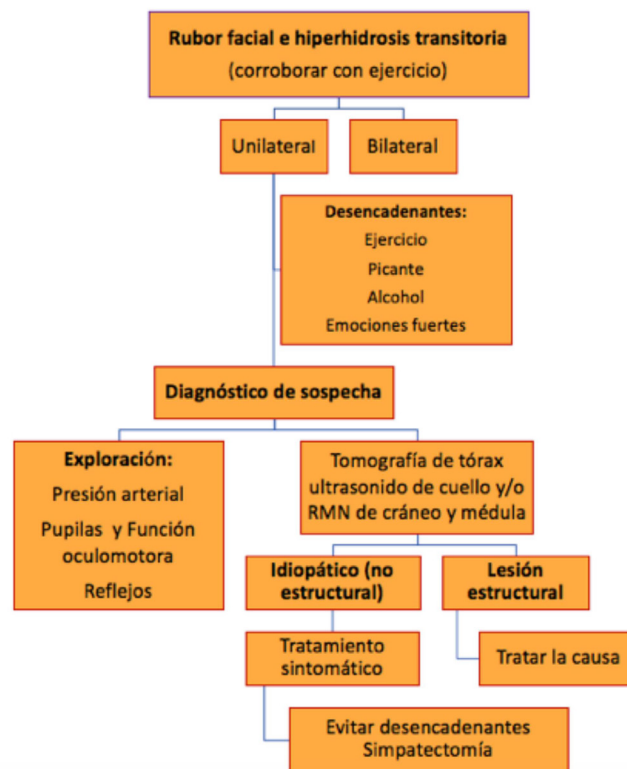 Rubor facial e hiperhidrosis transitoria
(corroborar con ejercicio)
Unilateral
Bilateral
Desencadenantes:
Ejercicio
Picante
Alcohol
Emociones fuertes
Diagnóstico de sospecha
Exploración:
Presión arterial
Pupilas y Función
oculomotora
Reflejos
Tomografía de tórax
ultrasonido de cuello y/o
RMN de cráneo y médula
Idiopático (no
estructural)
Lesión
estructural
Tratamiento
sintomático
Tratar la causa
Evitar desencadenantes
Simpatectomía